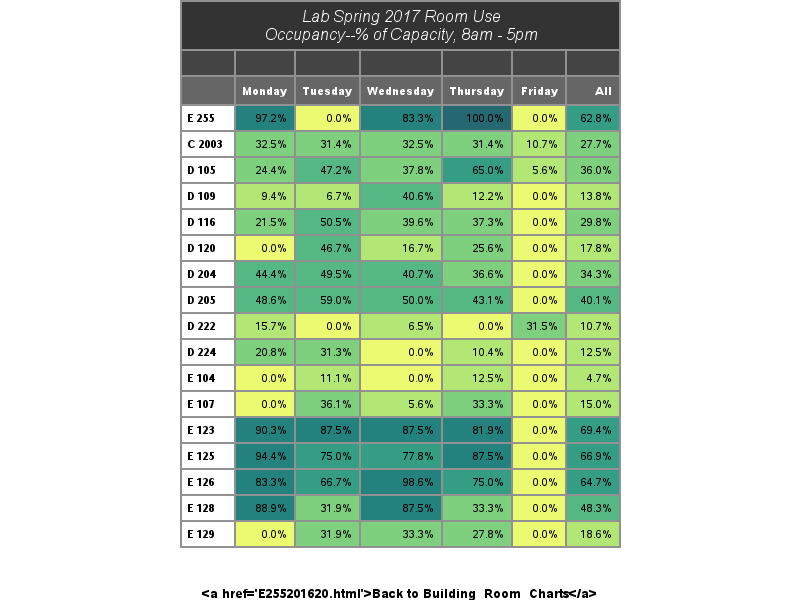 Lab Spring 2017 Room Use
Occupancy--% of Capacity, 8am - 5pm
Monday Tuesday Wednesday Thursday Friday All
E 255 97.2% 0.0% 83.3% 100.0% 0.0% 62.8%
C 2003 32.5% 31.4% 32.5% 31.4% 10.7% 27.7%
D 105 24.4% 47.2% 37.8% 65.0% 5.6% 36.0%
D 109 9.4% 6.7% 40.6% 12.2% 0.0% 13.8%
D 116 21.5% 50.5% 39.6% 37.3% 0.0% 29.8%
D 120 0.0% 46.7% 16.7% 25.6% 0.0% 17.8%
D 204 44.4% 49.5% 40.7% 36.6% 0.0% 34.3%
D 205 48.6% 59.0% 50.0% 43.1% 0.0% 40.1%
D 222 15.7% 0.0% 6.5% 0.0% 31.5% 10.7%
D 224 20.8% 31.3% 0.0% 10.4% 0.0% 12.5%
E 104 0.0% 11.1% 0.0% 12.5% 0.0% 4.7%
E 107 0.0% 36.1% 5.6% 33.3% 0.0% 15.0%
E 123 90.3% 87.5% 87.5% 81.9% 0.0% 69.4%
E 125 94.4% 75.0% 77.8% 87.5% 0.0% 66.9%
E 126 83.3% 66.7% 98.6% 75.0% 0.0% 64.7%
E 128 88.9% 31.9% 87.5% 33.3% 0.0% 48.3%
E 129 0.0% 31.9% 33.3% 27.8% 0.0% 18.6%
<a href='E255201620.html'>Back to Building_Room_Charts</a>